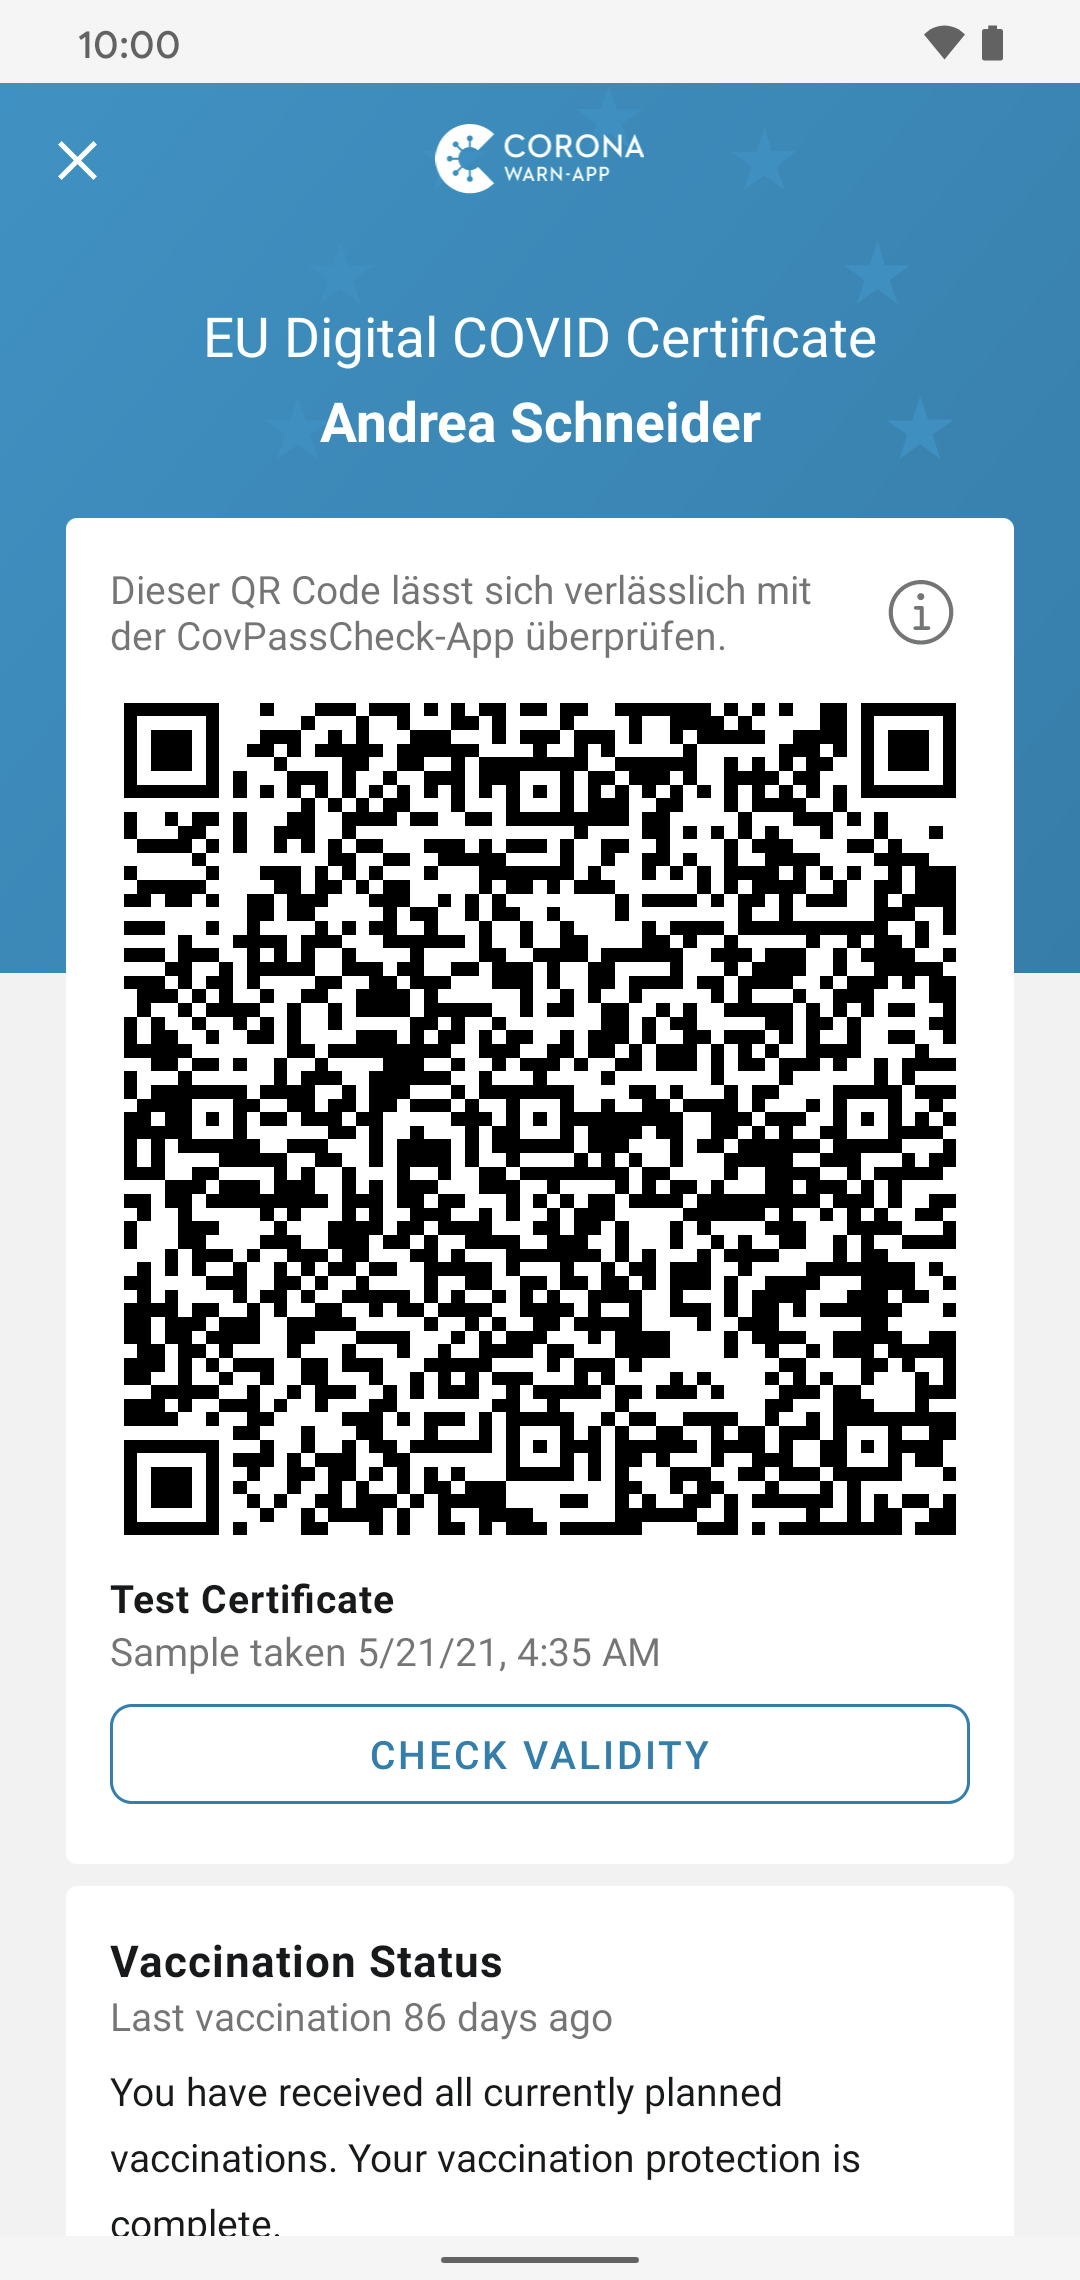 10:00
CORONA
WARN-APP
EU Digital COVID Certificate
Andrea Schneider
Dieser QR Code lässt sich verlässlich mit
der CovPassCheck-App überprüfen.
Test Certificate
Sample taken 5/21/21, 4:35 AM
CHECK VALIDITY
Vaccination Status
Last vaccination 86 days ago
You have received all currently planned
vaccinations. Your vaccination protection is
complete.